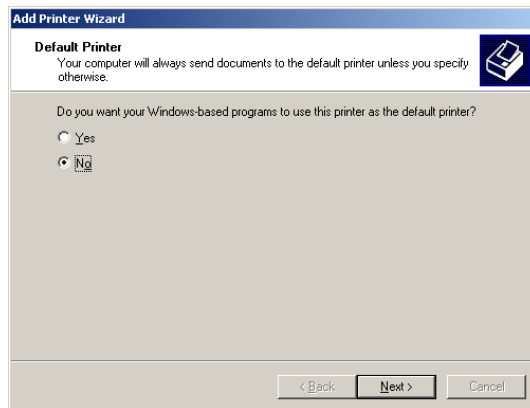 Add Printer Wizard
Default Printer
Your computer will always send documents to the default printer unless you specify
otherwise.
Do you want your Windows-based programs to use this printer as the default printer?
Yes
No
< Back
Next >
Cancel